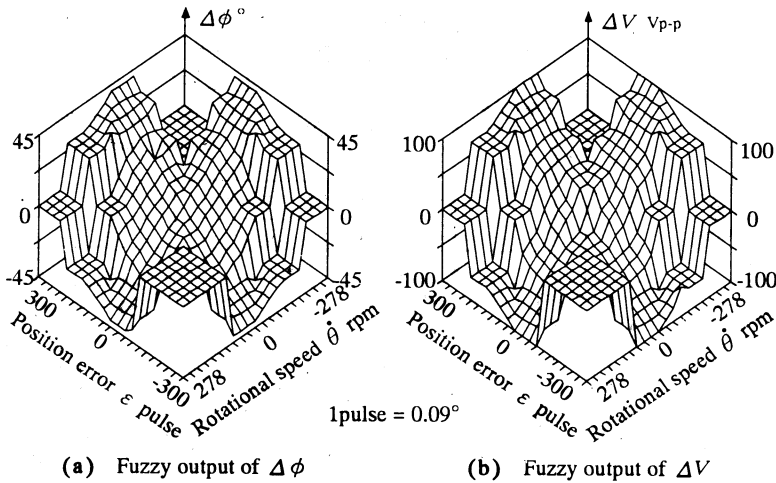 Δϕ°
45
0
-45
45
0
-45
300
0
-300
Position error ε pulse
278
0
-278
Rotational speed θ̇ rpm
ΔV Vp-p
100
0
-100
100
0
-100
300
0
-300
Position error ε pulse
278
0
-278
Rotational speed θ̇ rpm
1pulse = 0.09°
(a) Fuzzy output of Δϕ
(b) Fuzzy output of ΔV